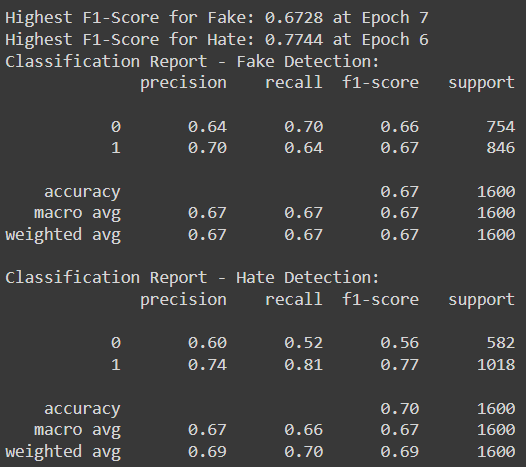 Highest F1-Score for Fake: 0.6728 at Epoch 7
Highest F1-Score for Hate: 0.7744 at Epoch 6
Classification Report - Fake Detection:
              precision    recall  f1-score   support

           0       0.64      0.70      0.66       754
           1       0.70      0.64      0.67       846

    accuracy                           0.67      1600
   macro avg       0.67      0.67      0.67      1600
weighted avg       0.67      0.67      0.67      1600

Classification Report - Hate Detection:
              precision    recall  f1-score   support

           0       0.60      0.52      0.56       582
           1       0.74      0.81      0.77      1018

    accuracy                           0.70      1600
   macro avg       0.67      0.66      0.67      1600
weighted avg       0.69      0.70      0.69      1600